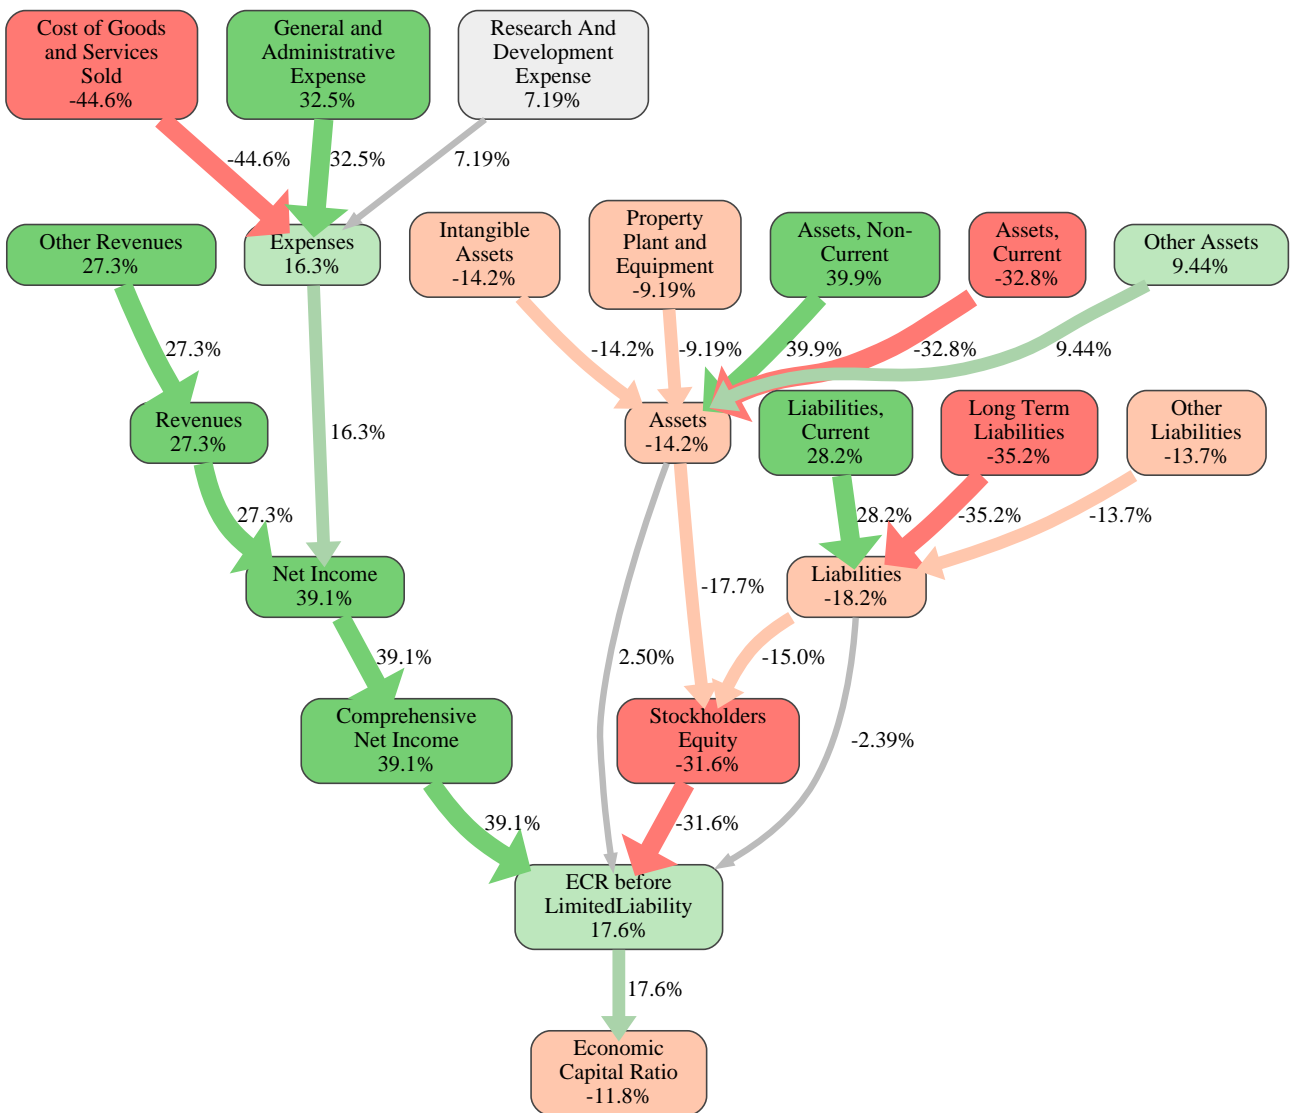 Cost of Goods
and Services
Sold
-44.6%
General and
Administrative
Expense
32.5%
Research And
Development
Expense
7.19%
-44.6%
32.5%
7.19%
Other Revenues
27.3%
Expenses
16.3%
Intangible
Assets
-14.2%
Property
Plant and
Equipment
-9.19%
Assets, Non-
Current
39.9%
Assets,
Current
-32.8%
Other Assets
9.44%
27.3%
-14.2%
-9.19%
39.9%
-32.8%
9.44%
Revenues
27.3%
16.3%
Assets
-14.2%
Liabilities,
Current
28.2%
Long Term
Liabilities
-35.2%
Other
Liabilities
-13.7%
27.3%
28.2%
-35.2%
-13.7%
Net Income
39.1%
-17.7%
Liabilities
-18.2%
39.1%
2.50%
-15.0%
Comprehensive
Net Income
39.1%
Stockholders
Equity
-31.6%
-2.39%
39.1%
-31.6%
ECR before
LimitedLiability
17.6%
17.6%
Economic
Capital Ratio
-11.8%